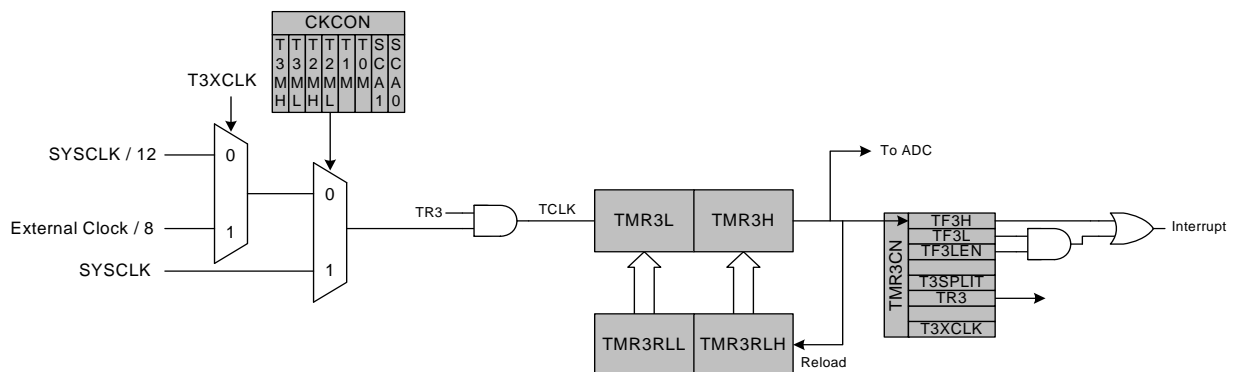 CKCON
T3MH
T3ML
T2MH
T2ML
T1M
T0M
SCA1
SCA0
T3XCLK
SYSCLK / 12
0
External Clock / 8
1
0
SYSCLK
1
TR3
TCLK
TMR3L
TMR3H
To ADC
TMR3RLL
TMR3RLH
Reload
TMR3CN
TF3H
TF3L
TF3LEN
T3SPLIT
TR3
T3XCLK
Interrupt